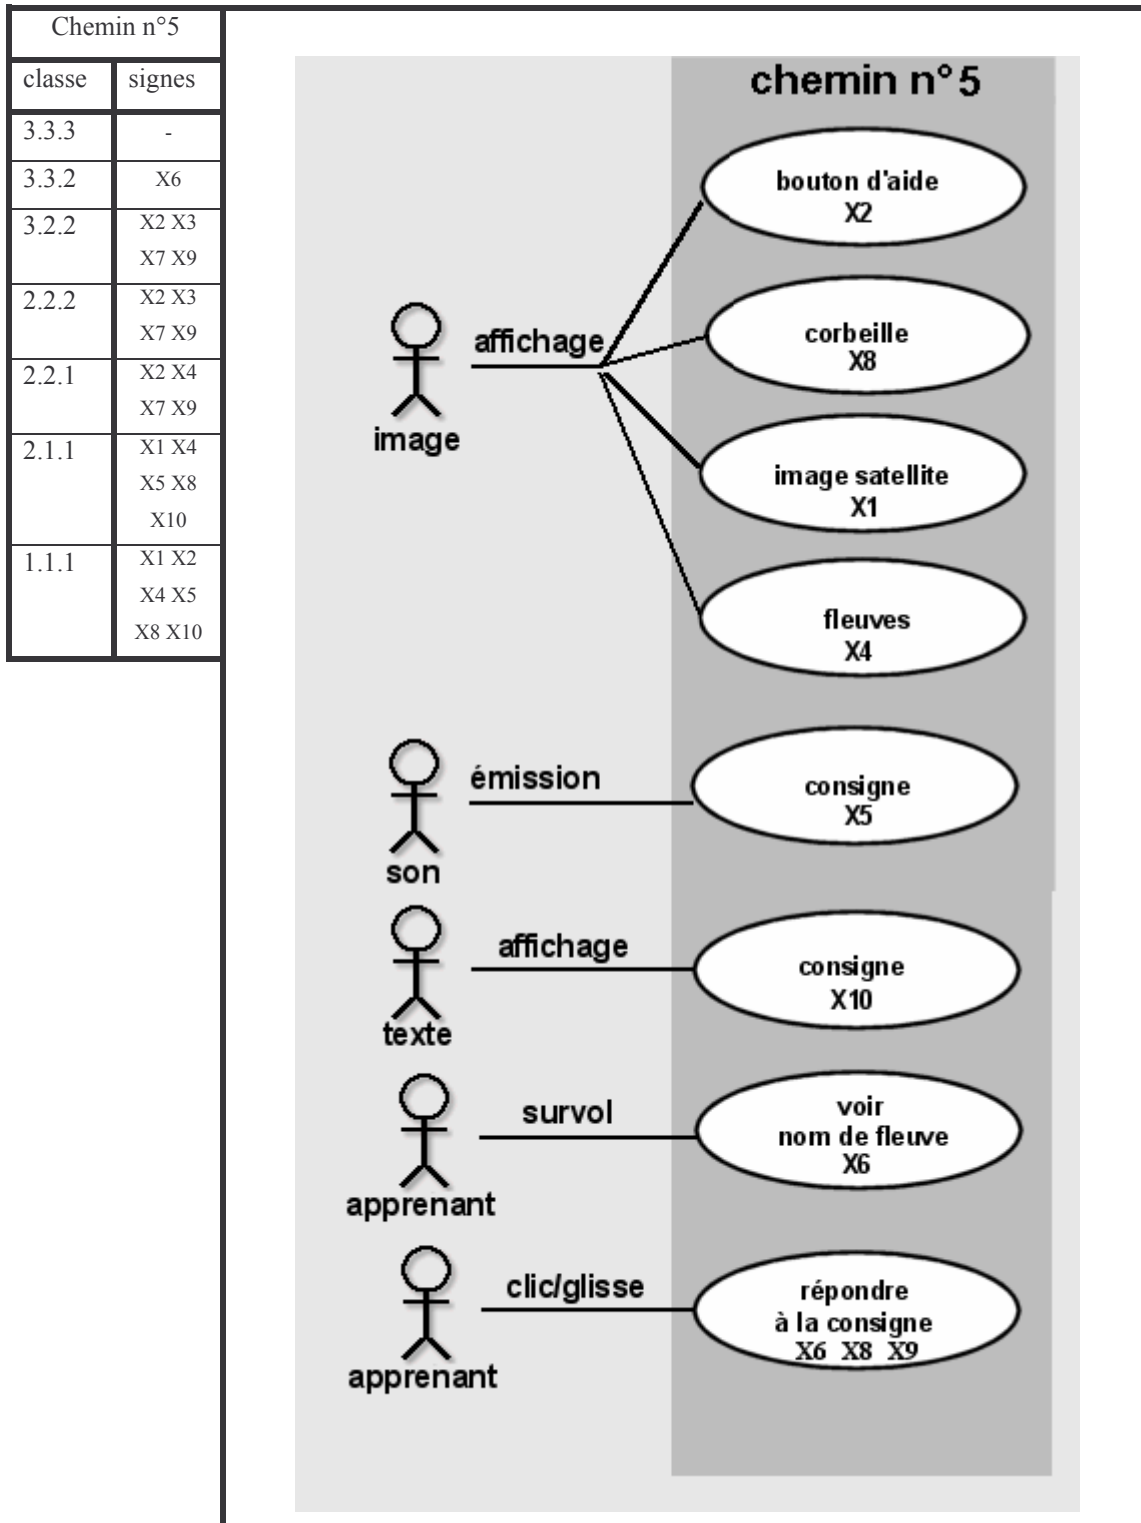 Chemin n°5
classe signes
3.3.3 -
3.3.2 X6
3.2.2 X2 X3
X7 X9
2.2.2 X2 X3
X7 X9
2.2.1 X2 X4
X7 X9
2.1.1 X1 X4
X5 X8
X10
1.1.1 X1 X2
X4 X5
X8 X10
chemin n°5
bouton d'aide
X2
affichage
corbeille
X8
image
image satellite
X1
fleuves
X4
émission
consigne
X5
son
affichage
consigne
X10
texte
survol
voir
nom de fleuve
X6
apprenant
clic/glisse
répondre
à la consigne
X6 X8 X9
apprenant